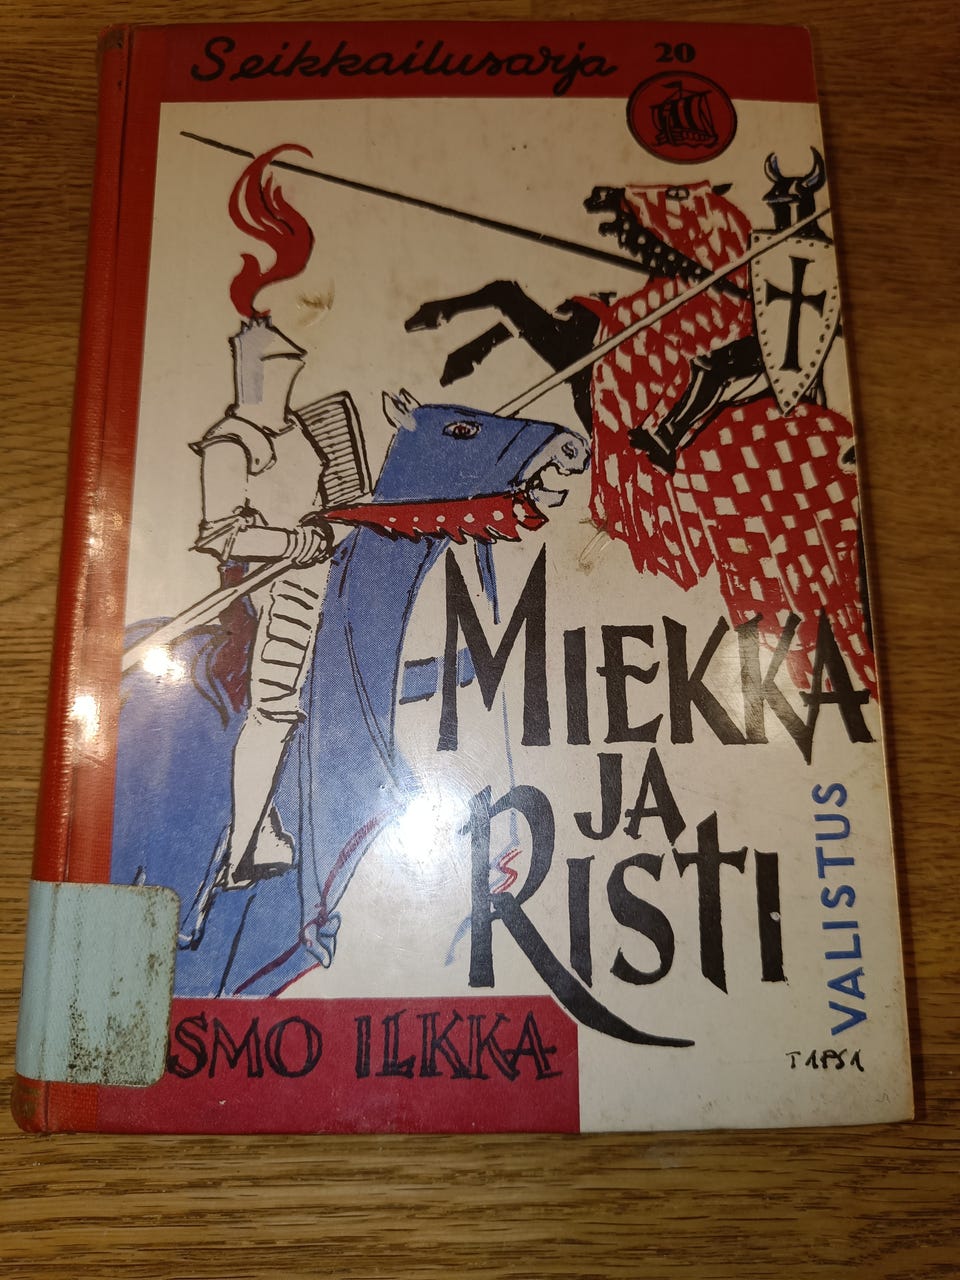 Seikkailusarja 20
MIEKKA
JA
RISTI
VALISTUS
SMO ILKKA
TAPSA